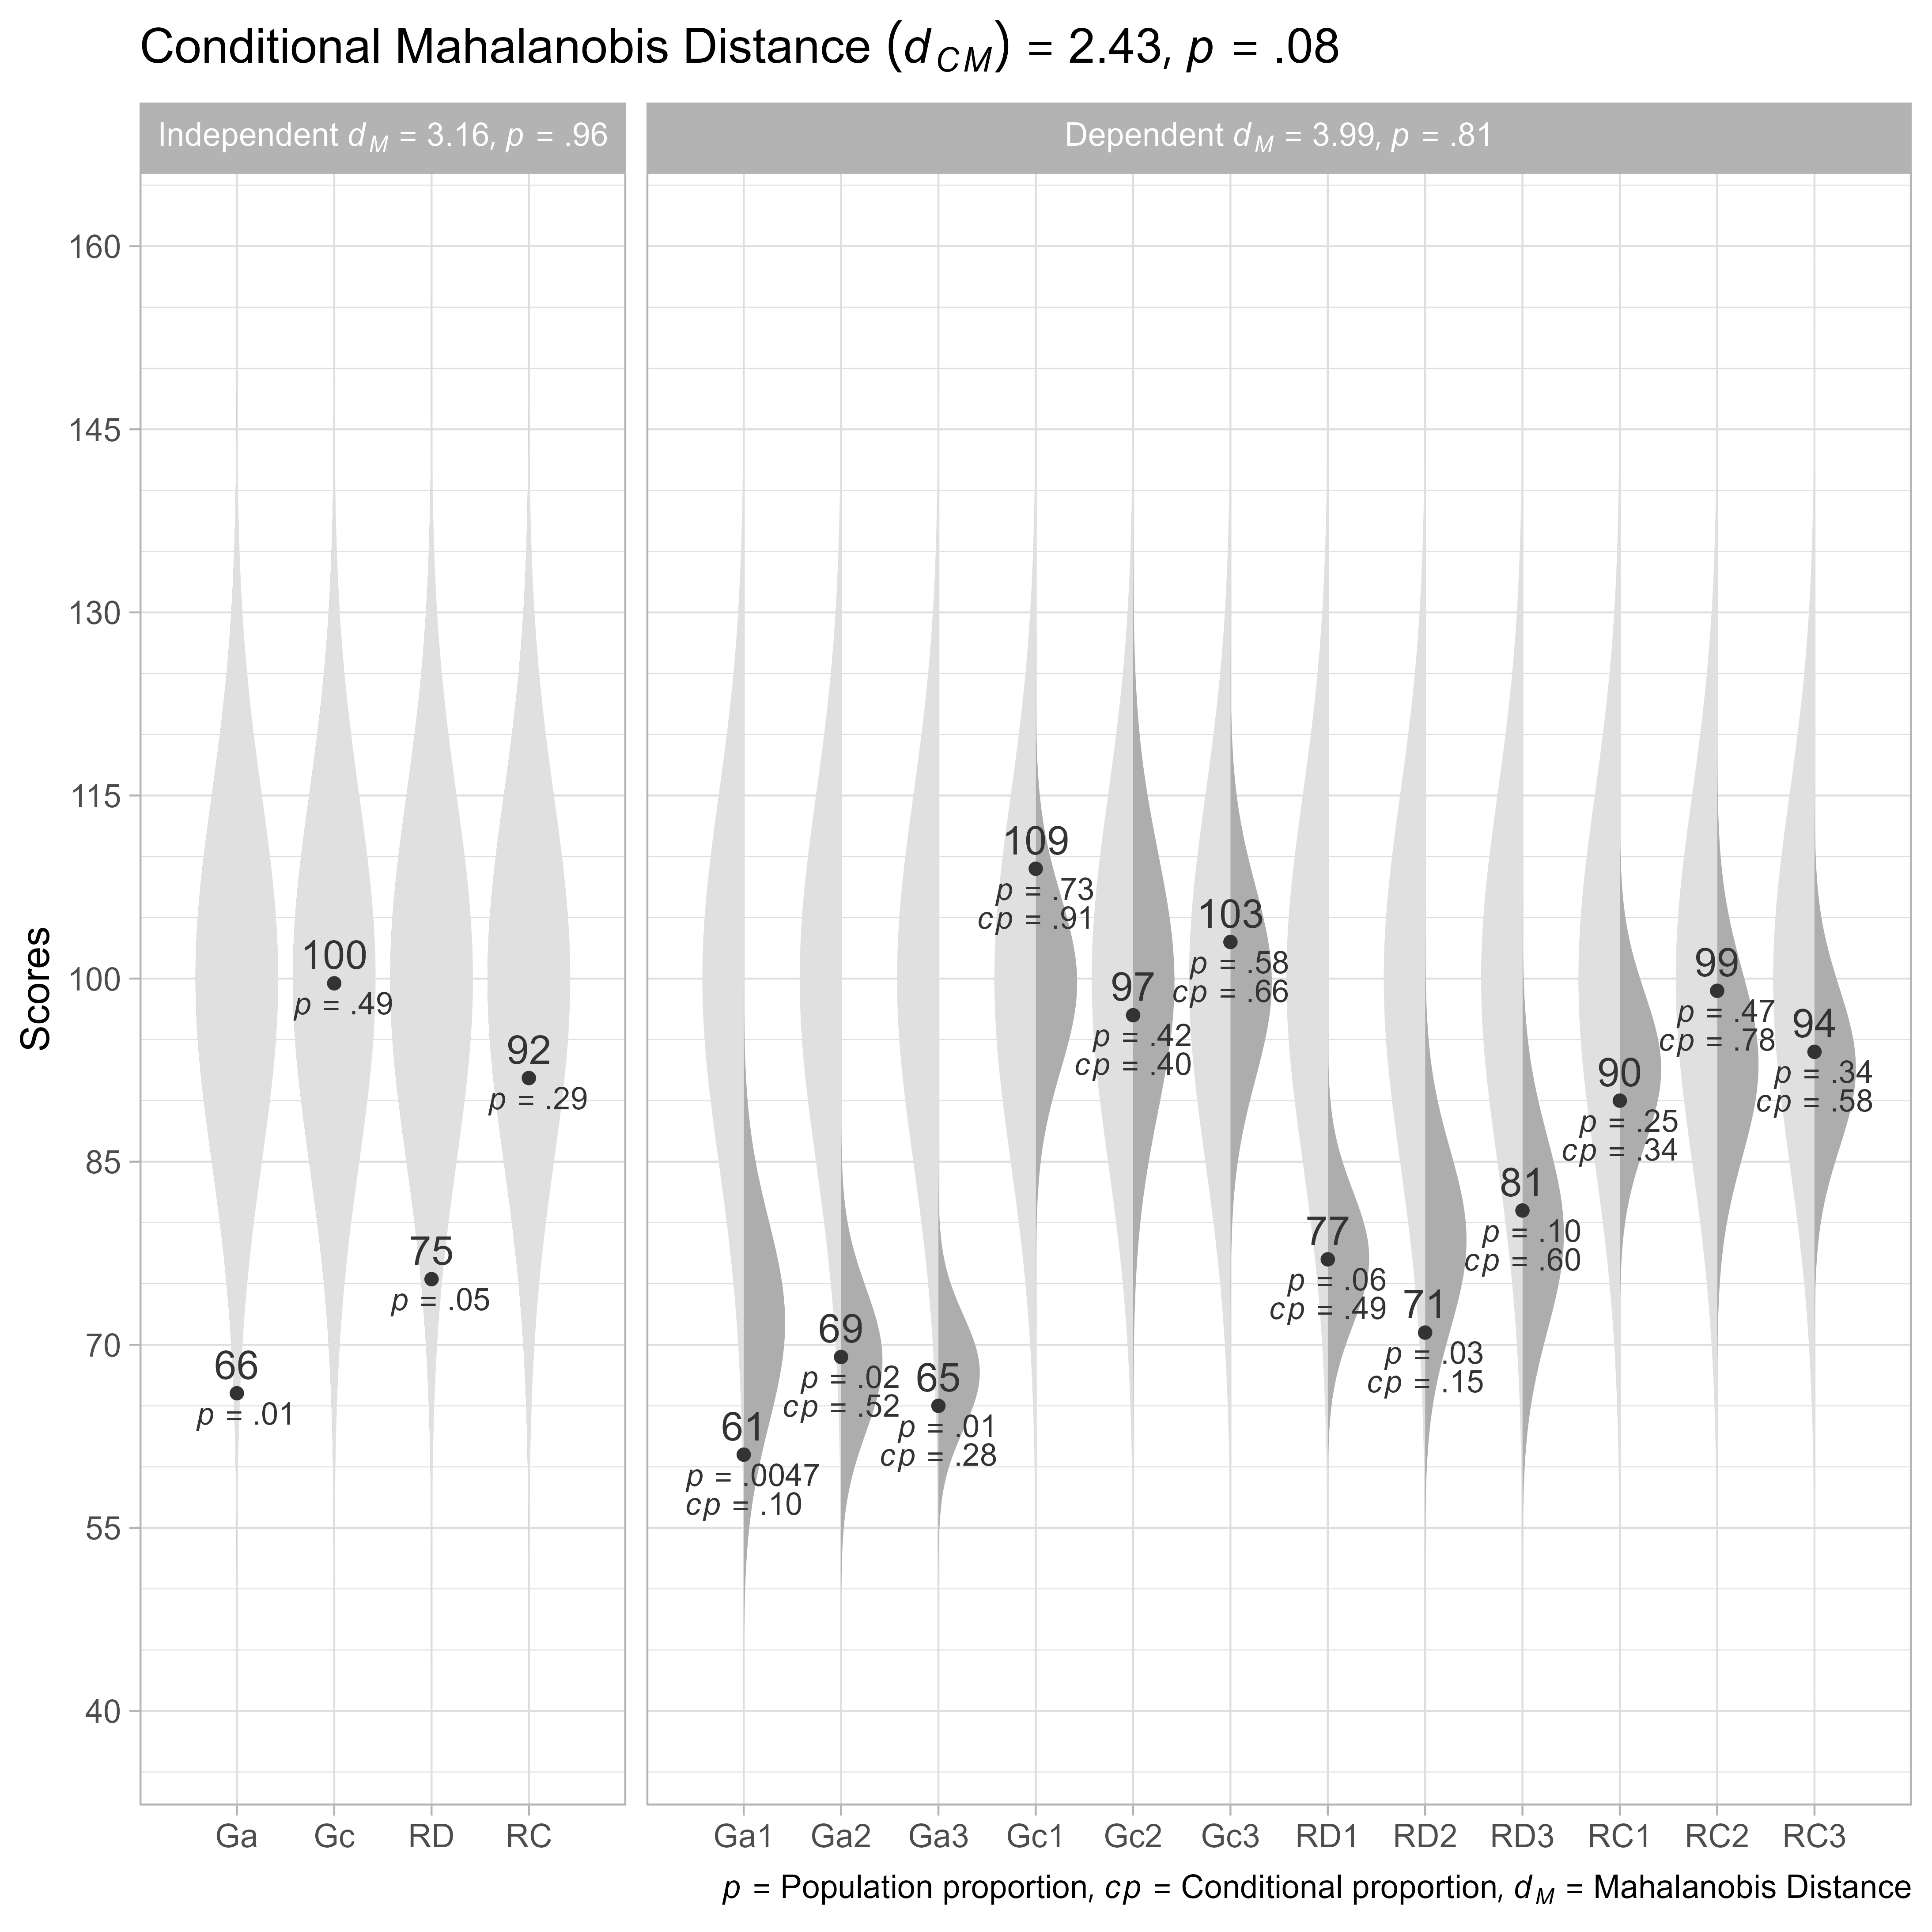 Conditional Mahalanobis Distance (d CM) = 2.43, p = .08
Independent d M = 3.16, p = .96
Dependent d M = 3.99, p = .81
Scores
160
145
130
115
100
85
70
55
40
66
p = .01
100
p = .49
75
p = .05
92
p = .29
61
p = .0047
cp = .10
69
p = .02
cp = .52
65
p = .01
cp = .28
109
p = .73
cp = .91
97
p = .42
cp = .40
103
p = .58
cp = .66
77
p = .06
cp = .49
71
p = .03
cp = .15
81
p = .10
cp = .60
90
p = .25
cp = .34
99
p = .47
cp = .78
94
p = .34
cp = .58
Ga Gc RD RC
Ga1 Ga2 Ga3 Gc1 Gc2 Gc3 RD1 RD2 RD3 RC1 RC2 RC3
p = Population proportion, cp = Conditional proportion, d M = Mahalanobis Distance